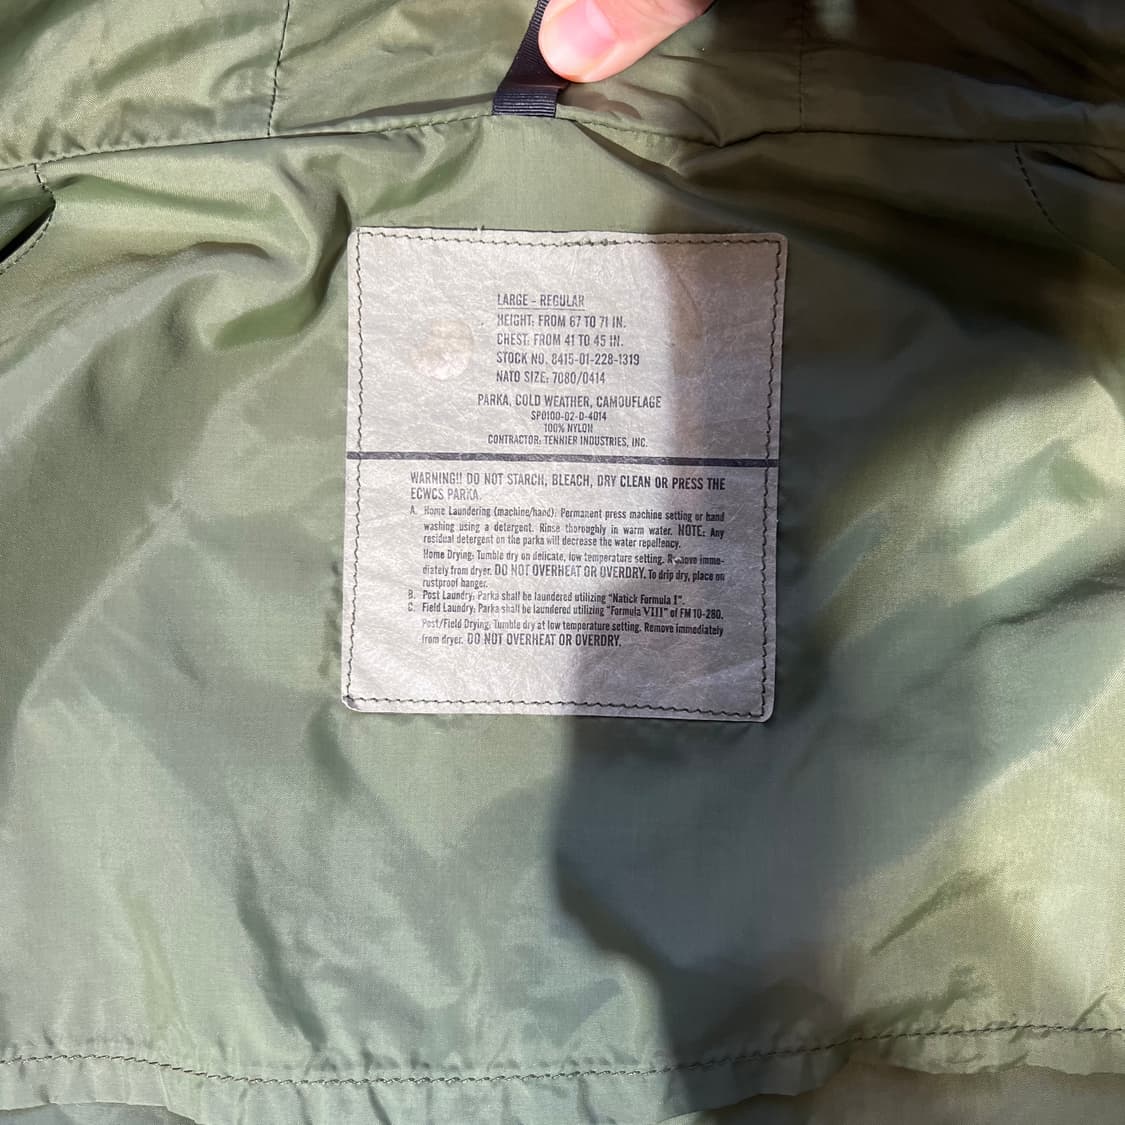 LARGE - REGULAR
HEIGHT: FROM 67 TO 71 IN.
CHEST: FROM 41 TO 45 IN.
STOCK NO. 8415-01-228-1319
NATO SIZE: 7080/0414
PARKA, COLD WEATHER, CAMOUFLAGE
SPO100-02-D-4014
100% NYLON
CONTRACTOR: TENNIER INDUSTRIES, INC.
WARNING!! DO NOT STARCH, BLEACH, DRY CLEAN OR PRESS THE
ECWCS PARKA.
A. Home Laundering (machine/hand): Permanent press machine setting or hand
washing using a detergent. Rinse thoroughly in warm water. NOTE: Any
residual detergent on the parka will decrease the water repellency.
Home Drying: Tumble dry on delicate, low temperature setting. Remove imme-
diately from dryer. DO NOT OVERHEAT OR OVERDRY. To drip dry, place on
rustproof hanger.
B. Post Laundry: Parka shall be laundered utilizing "Natick Formula I".
C. Field Laundry: Parka shall be laundered utilizing "Formula VIII" of FM 10-280.
Post/Field Drying: Tumble dry at low temperature setting. Remove immediately
from dryer. DO NOT OVERHEAT OR OVERDRY.